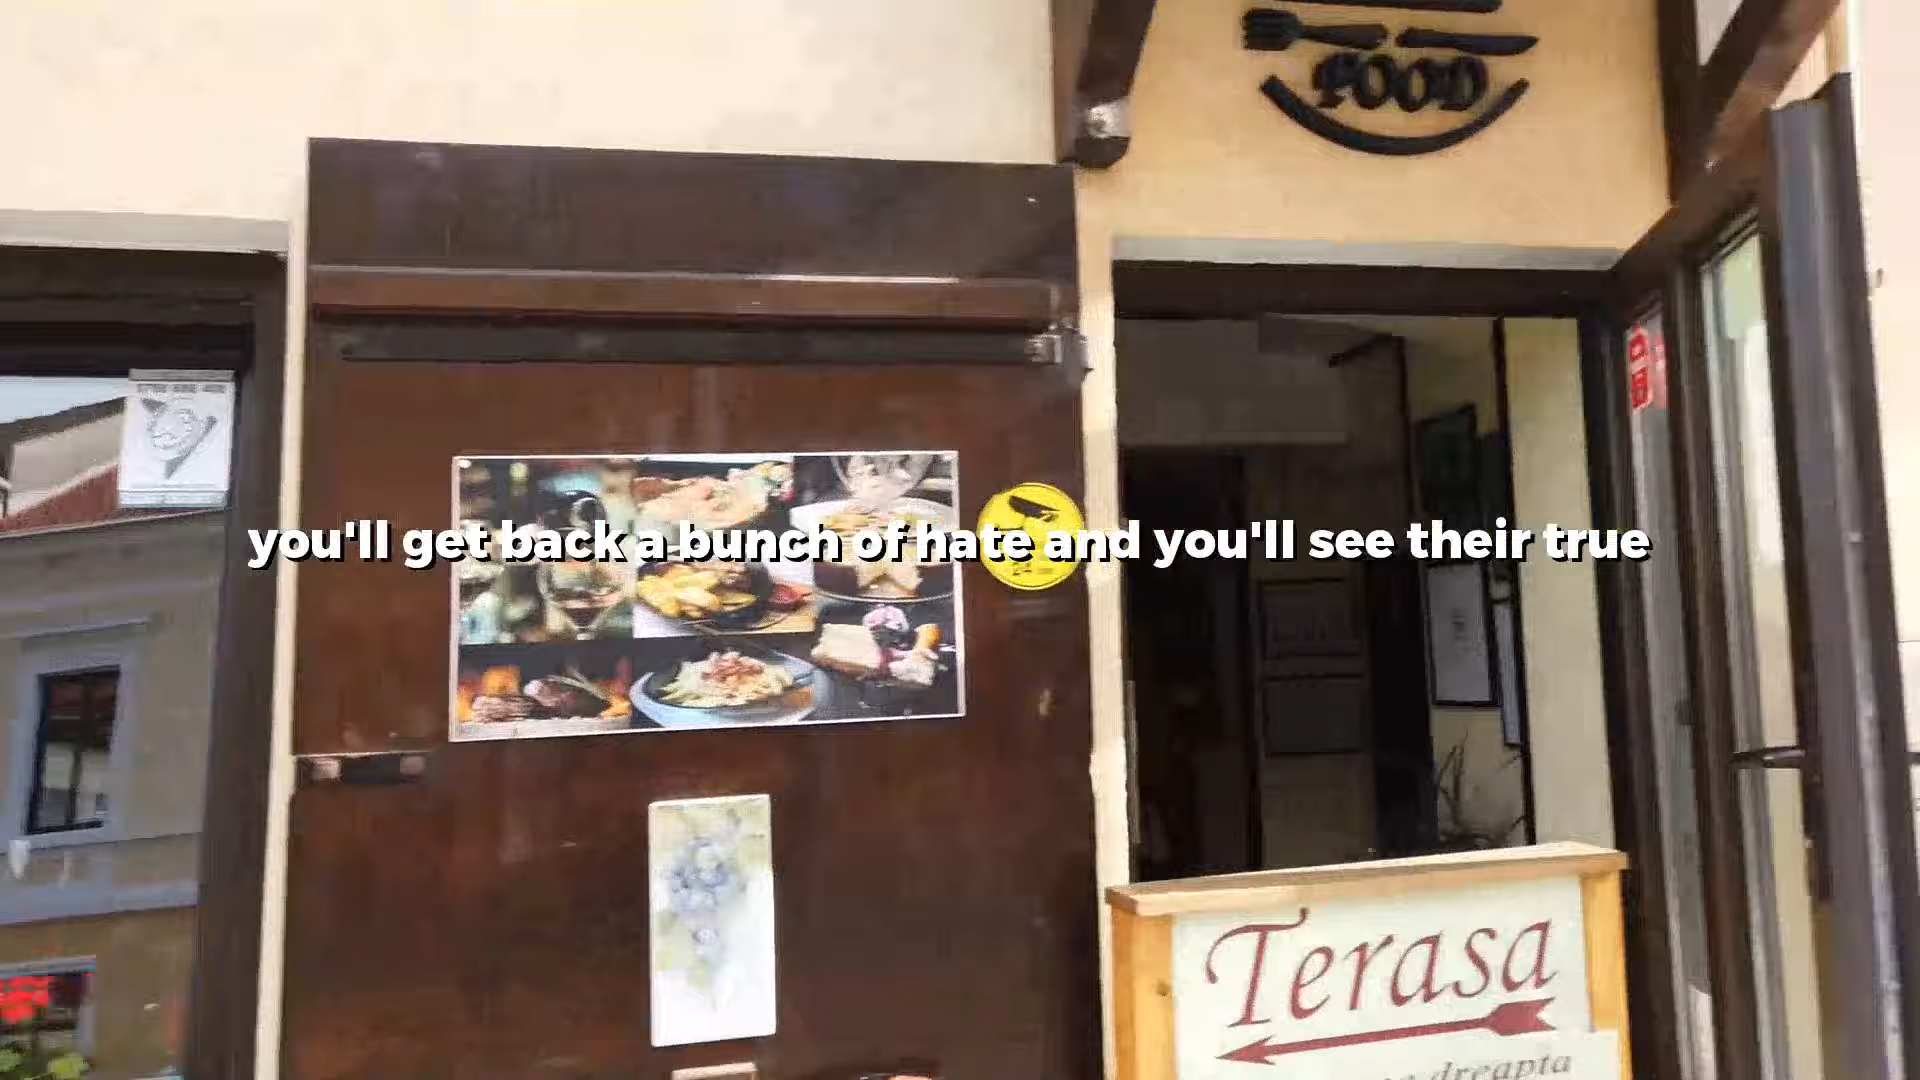 FOOD
you'll get back a bunch of hate and you'll see their true
Terasa
dreapta